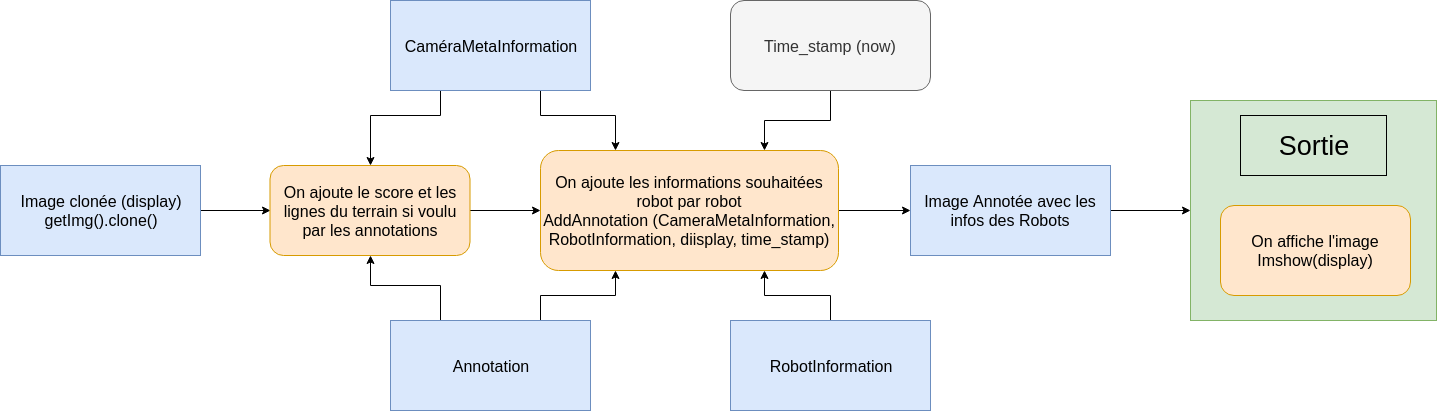 CaméraMetaInformation
Time_stamp (now)
Image clonée (display)
getImg().clone()
On ajoute le score et les
lignes du terrain si voulu
par les annotations
On ajoute les informations souhaitées
robot par robot
AddAnnotation (CameraMetaInformation,
RobotInformation, diisplay, time_stamp)
Image Annotée avec les
infos des Robots
Sortie
On affiche l'image
Imshow(display)
Annotation
RobotInformation